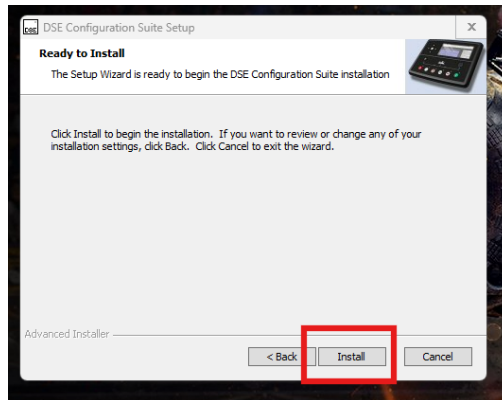 DSE DSE Configuration Suite Setup
Ready to Install
The Setup Wizard is ready to begin the DSE Configuration Suite installation
Click Install to begin the installation. If you want to review or change any of your
installation settings, click Back. Click Cancel to exit the wizard.
Advanced Installer
< Back Install Cancel